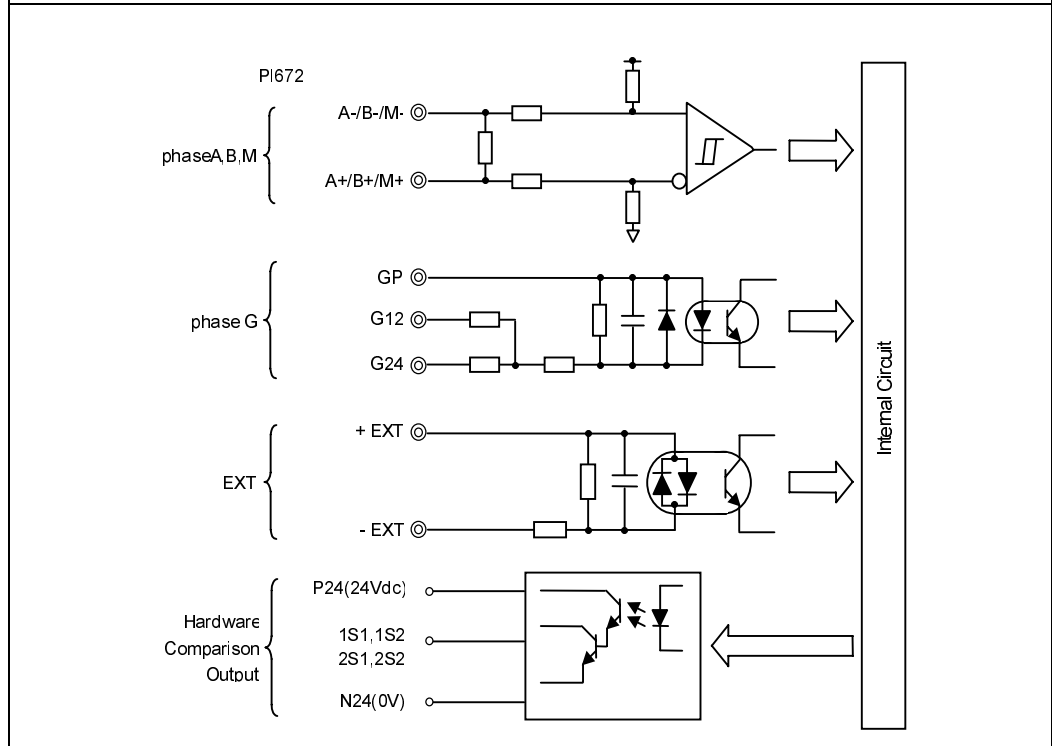 PI672
A-/B-/M-
phaseA,B,M
A+/B+/M+
GP
phase G
G12
G24
+ EXT
EXT
- EXT
P24(24Vdc)
Hardware
Comparison
Output
1S1,1S2
2S1,2S2
N24(0V)
Internal Circuit